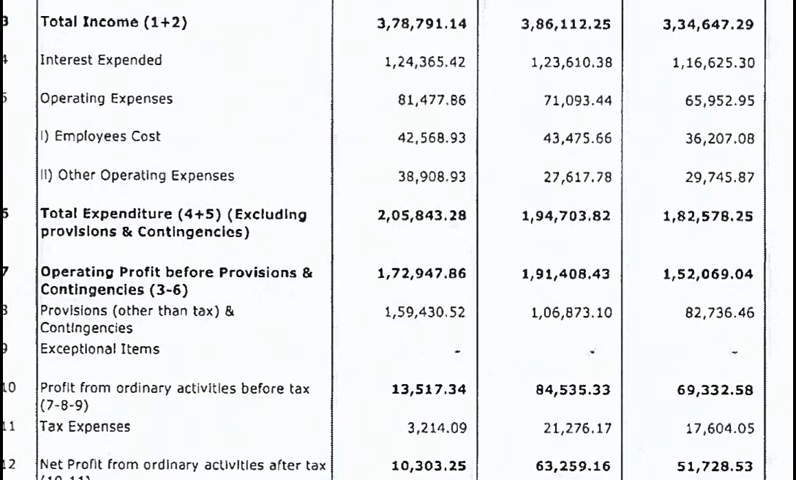 3 Total Income (1+2) 3,78,791.14 3,86,112.25 3,34,647.29
4 Interest Expended 1,24,365.42 1,23,610.38 1,16,625.30
5 Operating Expenses 81,477.86 71,093.44 65,952.95
I) Employees Cost 42,568.93 43,475.66 36,207.08
II) Other Operating Expenses 38,908.93 27,617.78 29,745.87
6 Total Expenditure (4+5) (Excluding 2,05,843.28 1,94,703.82 1,82,578.25
provisions & Contingencies)
7 Operating Profit before Provisions & 1,72,947.86 1,91,408.43 1,52,069.04
Contingencies (3-6)
8 Provisions (other than tax) & 1,59,430.52 1,06,873.10 82,736.46
Contingencies
9 Exceptional Items - - -
10 Profit from ordinary activities before tax 13,517.34 84,535.33 69,332.58
(7-8-9)
11 Tax Expenses 3,214.09 21,276.17 17,604.05
12 Net Profit from ordinary activities after tax 10,303.25 63,259.16 51,728.53